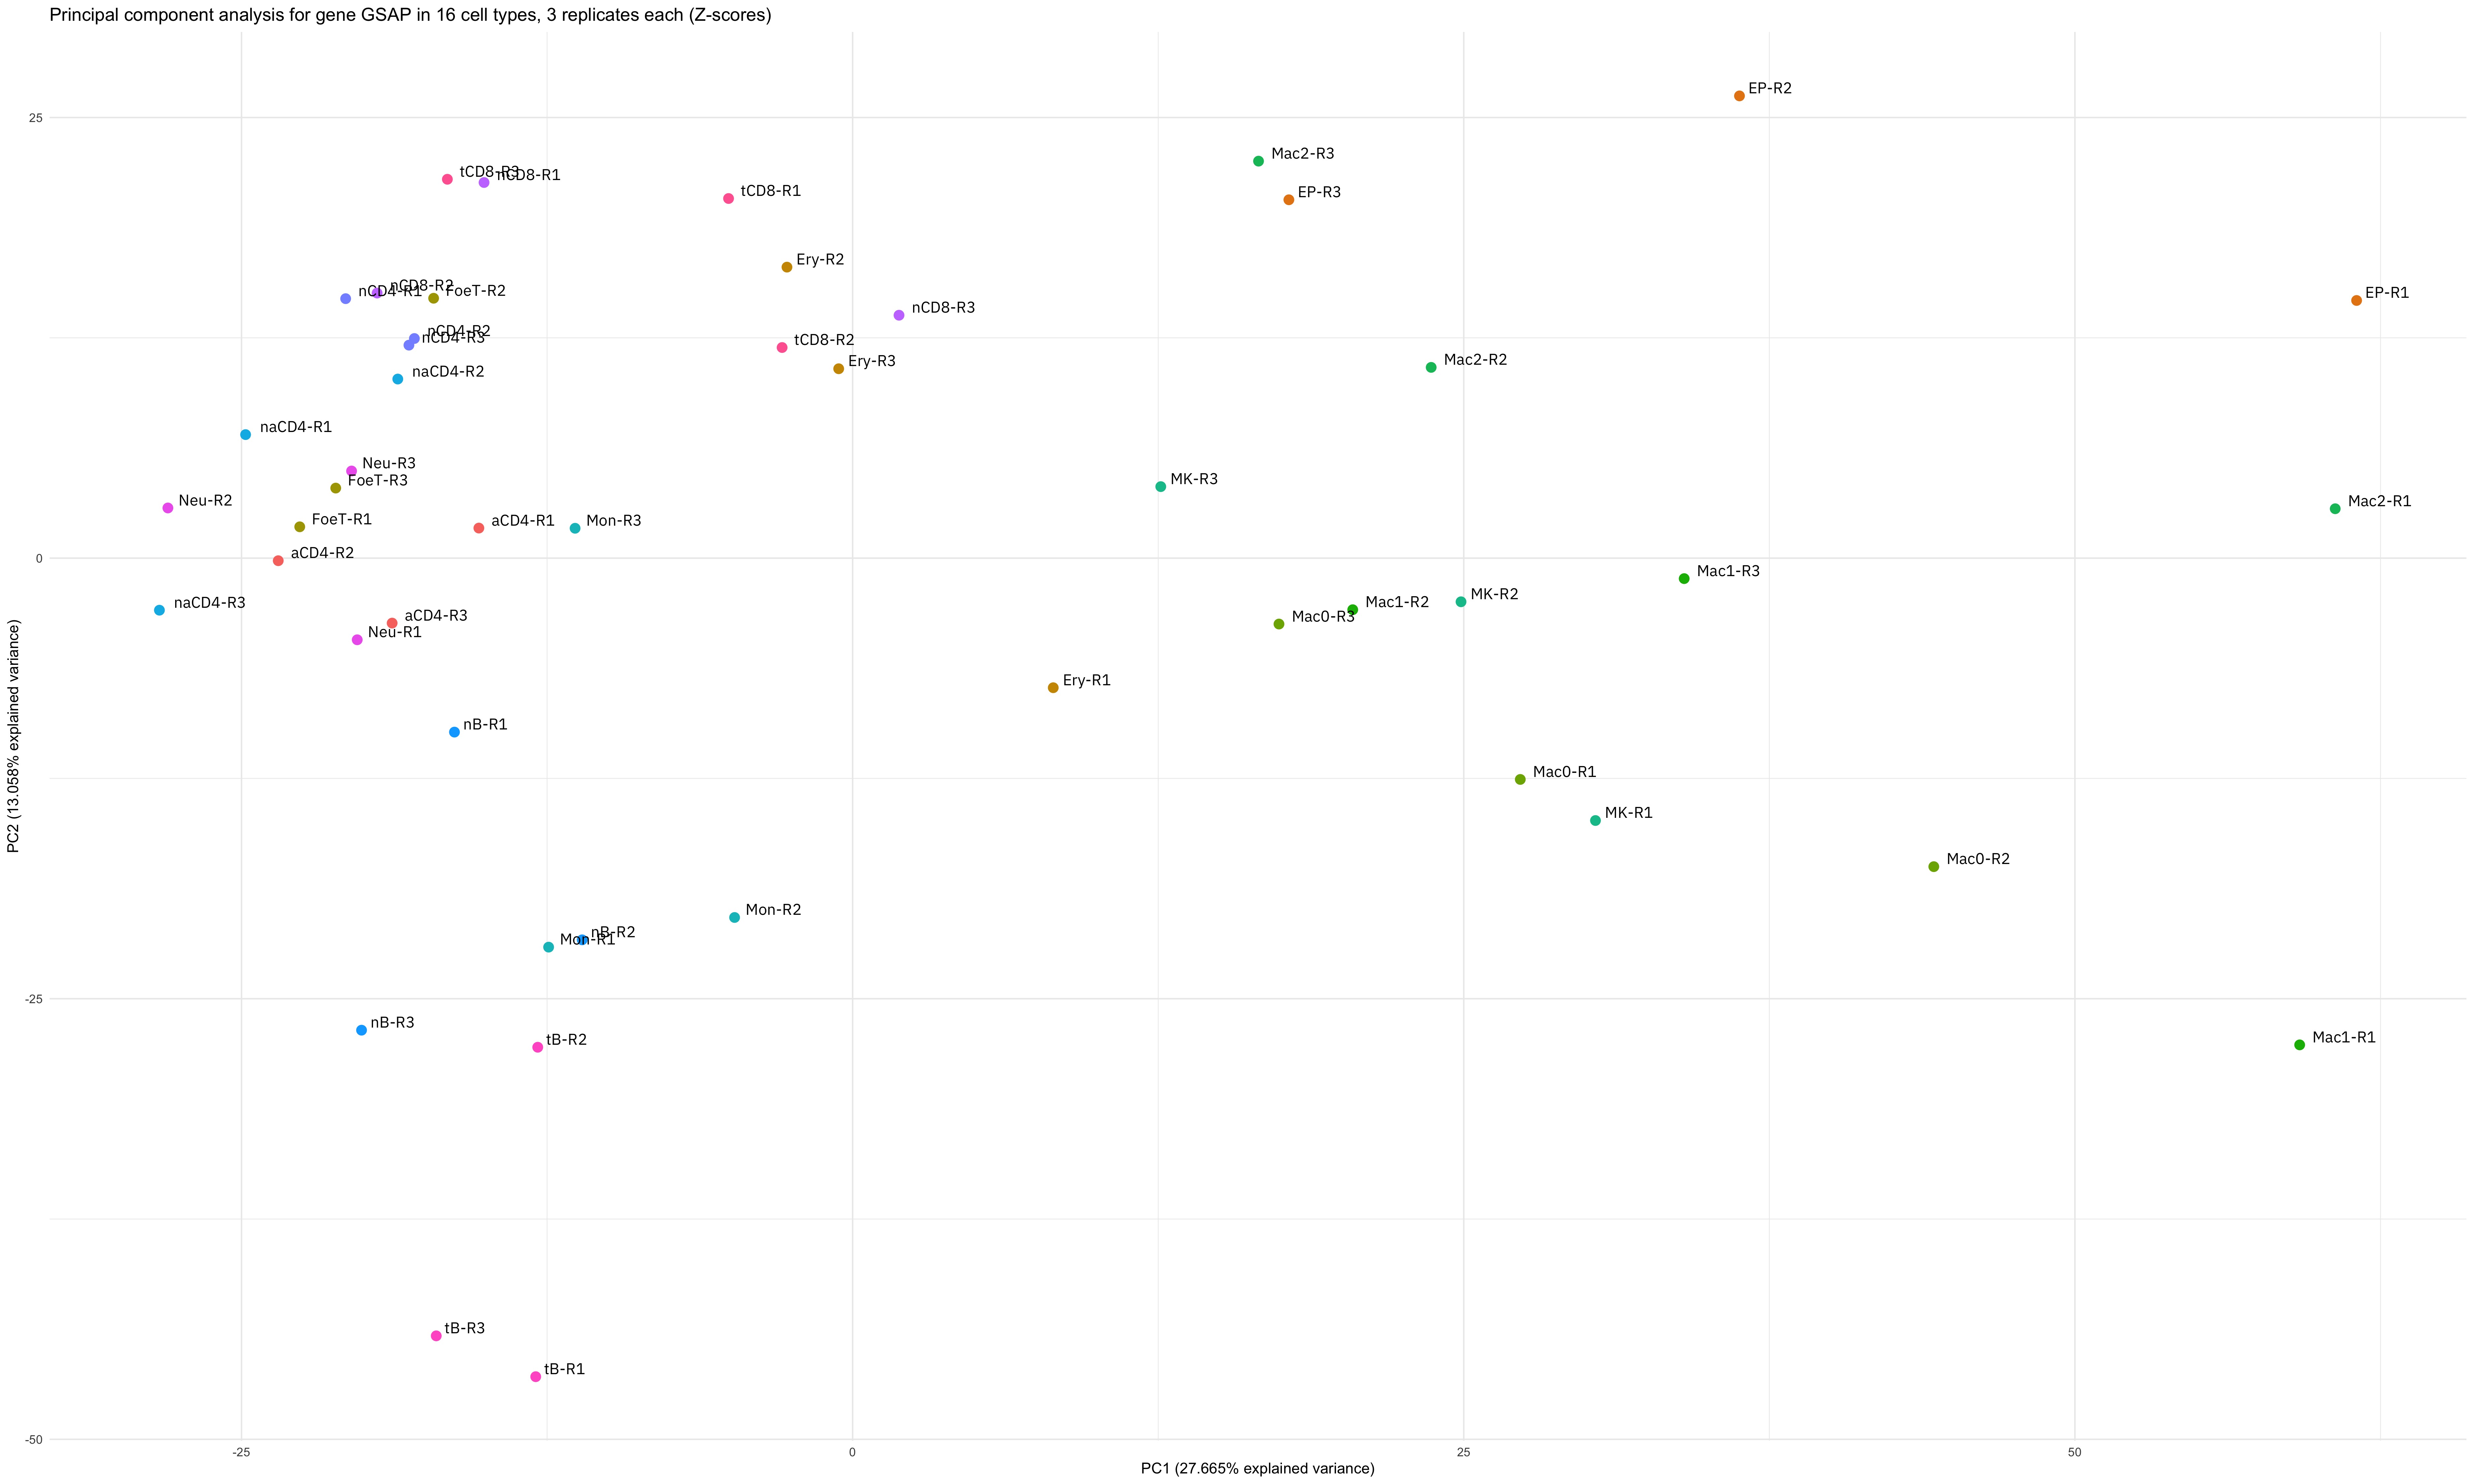 Principal component analysis for gene GSAP in 16 cell types, 3 replicates each (Z-scores)
EP-R2
25
Mac2-R3
tCD8-R3
nCD8-R1
tCD8-R1
EP-R3
Ery-R2
nCD8-R2
nCD4-R1
FoeT-R2
EP-R1
nCD8-R3
nCD4-R2
nCD4-R3
tCD8-R2
Ery-R3
Mac2-R2
naCD4-R2
naCD4-R1
Neu-R3
FoeT-R3
MK-R3
Neu-R2
Mac2-R1
FoeT-R1
aCD4-R1
Mon-R3
0
aCD4-R2
Mac1-R3
naCD4-R3
Mac1-R2
MK-R2
aCD4-R3
Mac0-R3
Neu-R1
Ery-R1
nB-R1
PC2 (13.058% explained variance)
Mac0-R1
MK-R1
Mac0-R2
Mon-R2
nB-R2
Mon-R1
-25
nB-R3
tB-R2
Mac1-R1
tB-R3
tB-R1
-50
-25
0
25
50
PC1 (27.665% explained variance)